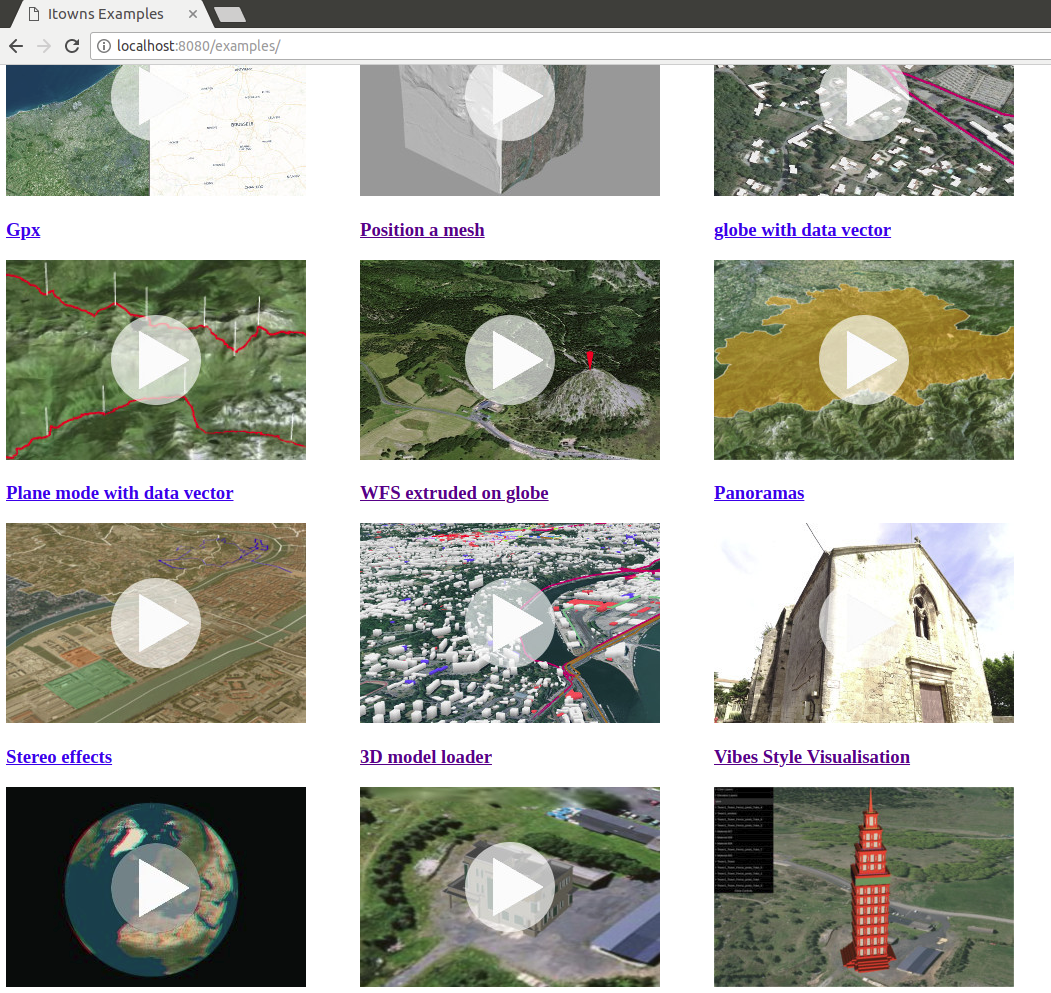 Itowns Examples
localhost:8080/examples/
BRUSSELS
Gpx
Position a mesh
globe with data vector
Plane mode with data vector
WFS extruded on globe
Panoramas
Stereo effects
3D model loader
Vibes Style Visualisation